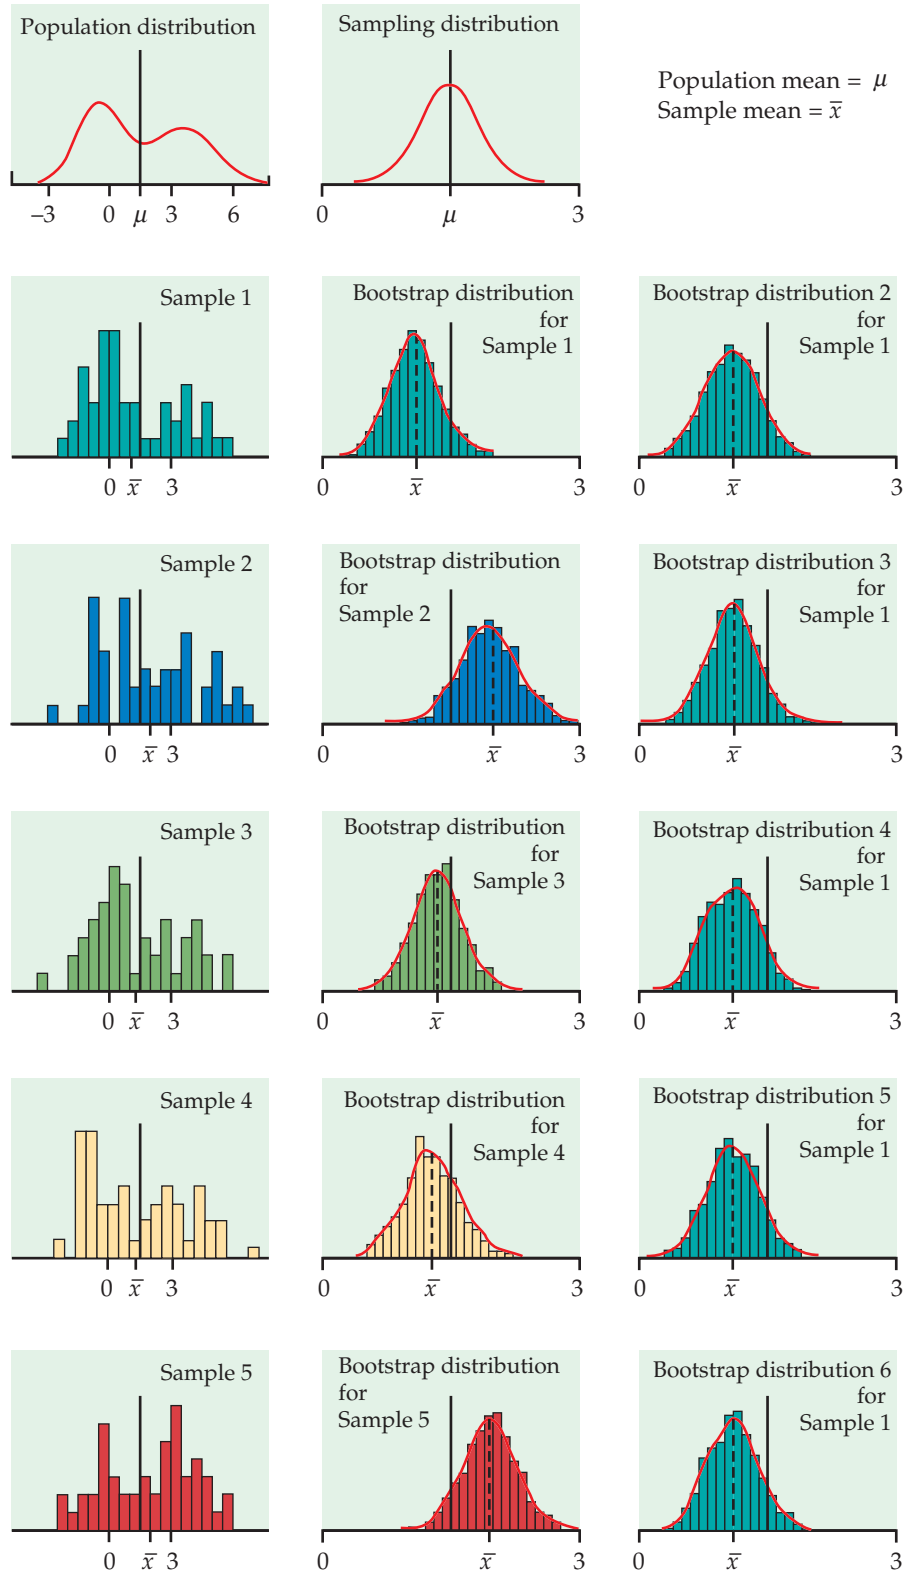 Population distribution
–3 0 μ 3 6
Sampling distribution
0 μ 3
Population mean = μ
Sample mean = x̄
Sample 1
0 x̄ 3
Bootstrap distribution
for
Sample 1
0 x̄ 3
Bootstrap distribution 2
for
Sample 1
0 x̄ 3
Sample 2
0 x̄ 3
Bootstrap distribution
for
Sample 2
0 x̄ 3
Bootstrap distribution 3
for
Sample 1
0 x̄ 3
Sample 3
0 x̄ 3
Bootstrap distribution
for
Sample 3
0 x̄ 3
Bootstrap distribution 4
for
Sample 1
0 x̄ 3
Sample 4
0 x̄ 3
Bootstrap distribution
for
Sample 4
0 x̄ 3
Bootstrap distribution 5
for
Sample 1
0 x̄ 3
Sample 5
0 x̄ 3
Bootstrap distribution
for
Sample 5
0 x̄ 3
Bootstrap distribution 6
for
Sample 1
0 x̄ 3